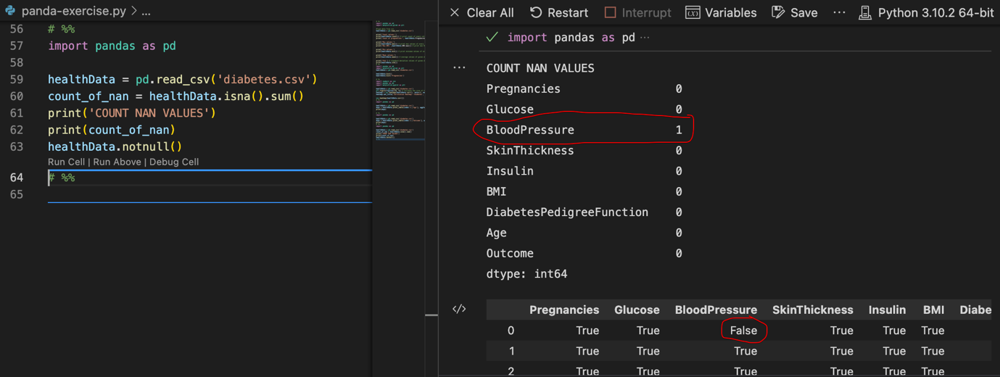 panda-exercise.py > ...
56 # %%
57 import pandas as pd
58
59 healthData = pd.read_csv('diabetes.csv')
60 count_of_nan = healthData.isna().sum()
61 print('COUNT NAN VALUES')
62 print(count_of_nan)
63 healthData.notnull()
Run Cell | Run Above | Debug Cell
64 # %%
65
Clear All Restart Interrupt (x) Variables Save ... Python 3.10.2 64-bit
✓ import pandas as pd ...
... COUNT NAN VALUES
Pregnancies 0
Glucose 0
BloodPressure 1
SkinThickness 0
Insulin 0
BMI 0
DiabetesPedigreeFunction 0
Age 0
Outcome 0
dtype: int64
</> Pregnancies Glucose BloodPressure SkinThickness Insulin BMI Diabe
0 True True False True True True
1 True True True True True True
2 True True True True True True